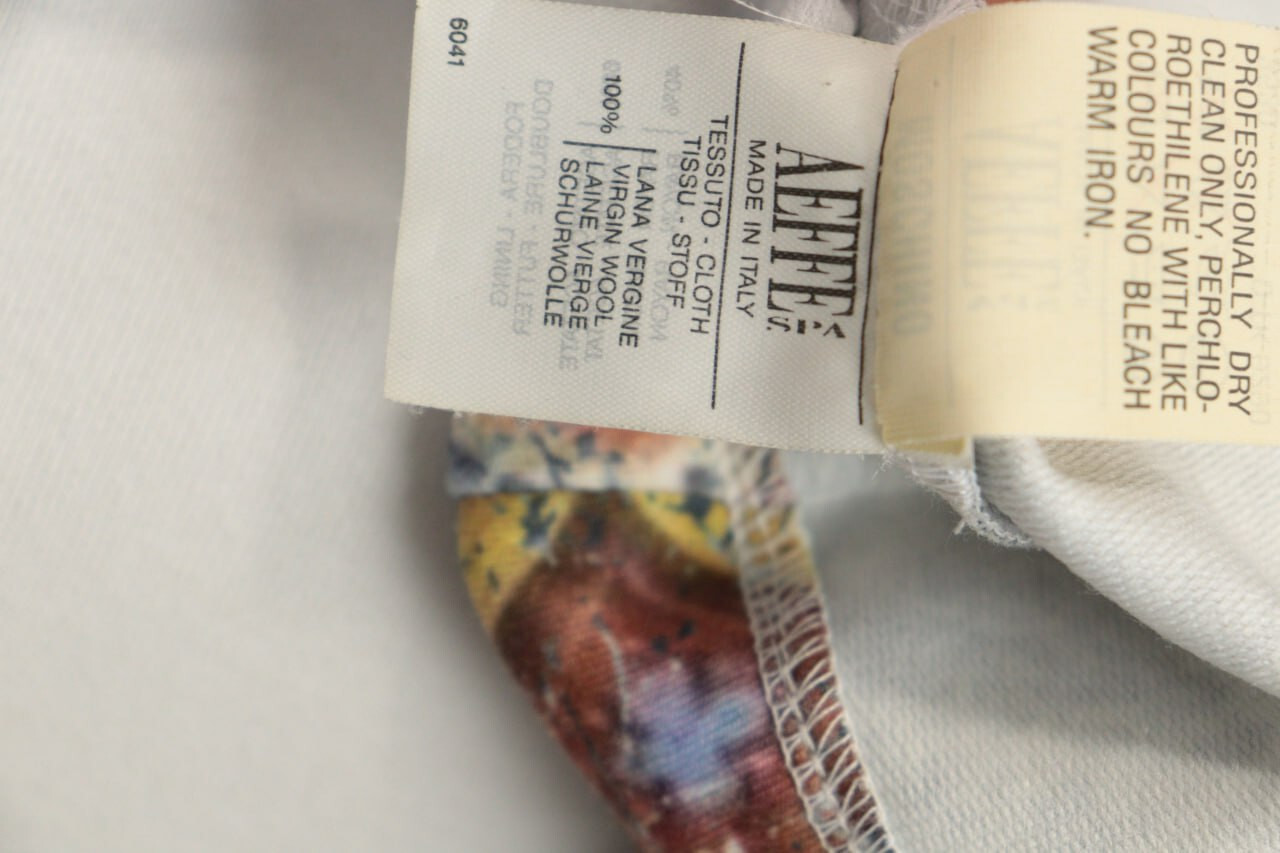 AEFFE
S.p.A.
MADE IN ITALY
TESSUTO - CLOTH
TISSU - STOFF
100%
LANA VERGINE
VIRGIN WOOL
LAINE VIERGE
SCHURWOLLE
6041
PROFESSIONALLY DRY
CLEAN ONLY, PERCHLO-
ROETHILENE WITH LIKE
COLOURS NO BLEACH
WARM IRON.